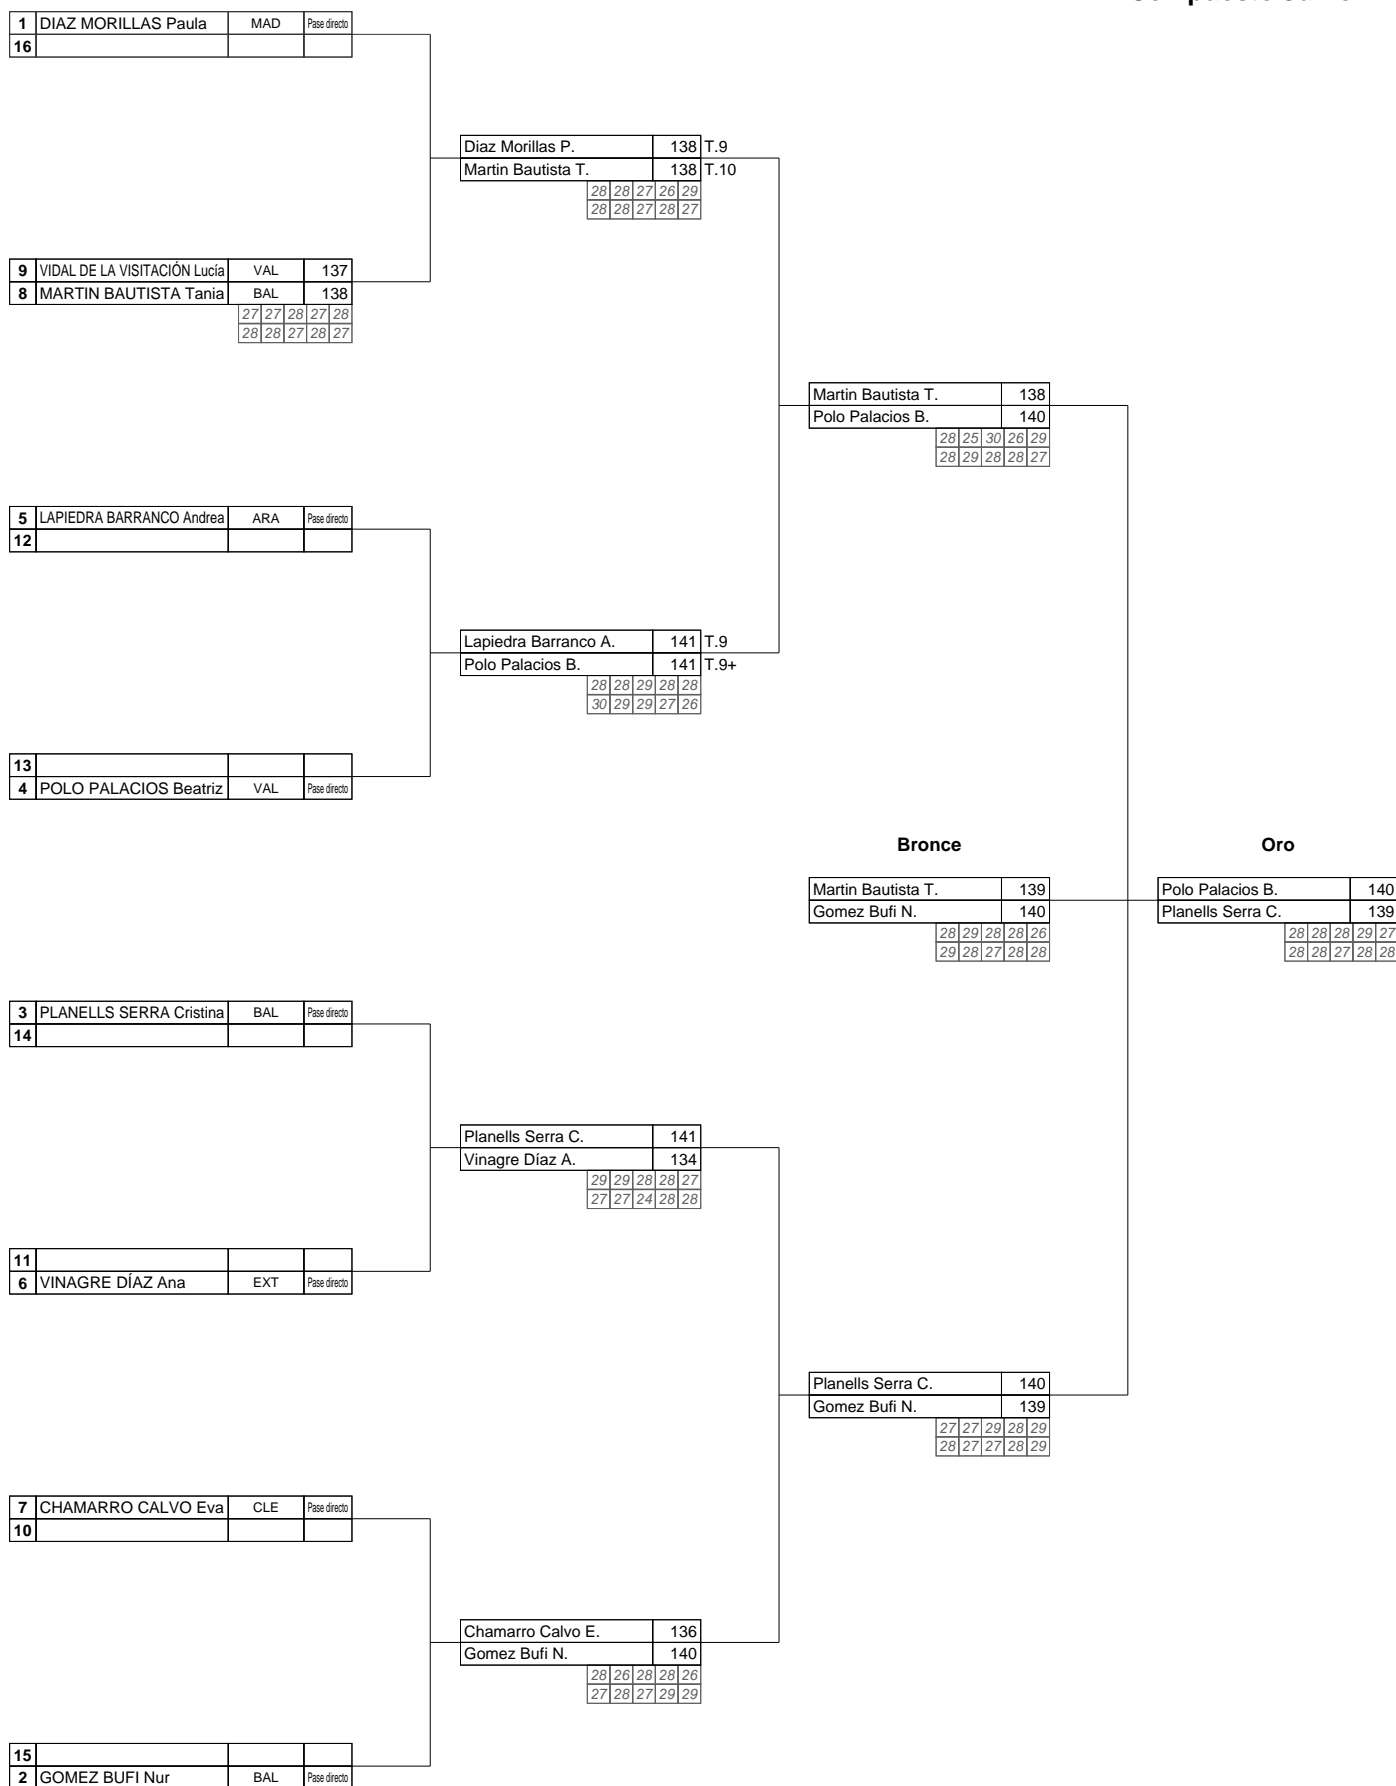 1 DIAZ MORILLAS Paula MAD Pase directo
16
Diaz Morillas P. 138 T.9
Martin Bautista T. 138 T.10
28 28 27 26 29
28 28 27 28 27
9 VIDAL DE LA VISITACIÓN Lucía VAL 137
8 MARTIN BAUTISTA Tania BAL 138
27 27 28 27 28
28 28 27 28 27
Martin Bautista T. 138
Polo Palacios B. 140
28 25 30 26 29
28 29 28 28 27
5 LAPIEDRA BARRANCO Andrea ARA Pase directo
12
Lapiedra Barranco A. 141 T.9
Polo Palacios B. 141 T.9+
28 28 29 28 28
30 29 29 27 26
13
4 POLO PALACIOS Beatriz VAL Pase directo
Bronce
Martin Bautista T. 139
Gomez Bufi N. 140
28 29 28 28 26
29 28 27 28 28
Oro
Polo Palacios B. 140
Planells Serra C. 139
28 28 28 29 27
28 28 27 28 28
3 PLANELLS SERRA Cristina BAL Pase directo
14
Planells Serra C. 141
Vinagre Díaz A. 134
29 29 28 28 27
27 27 24 28 28
11
6 VINAGRE DÍAZ Ana EXT Pase directo
Planells Serra C. 140
Gomez Bufi N. 139
27 27 29 28 29
28 27 27 28 29
7 CHAMARRO CALVO Eva CLE Pase directo
10
Chamarro Calvo E. 136
Gomez Bufi N. 140
28 26 28 28 26
27 28 27 29 29
15
2 GOMEZ BUFI Nur BAL Pase directo